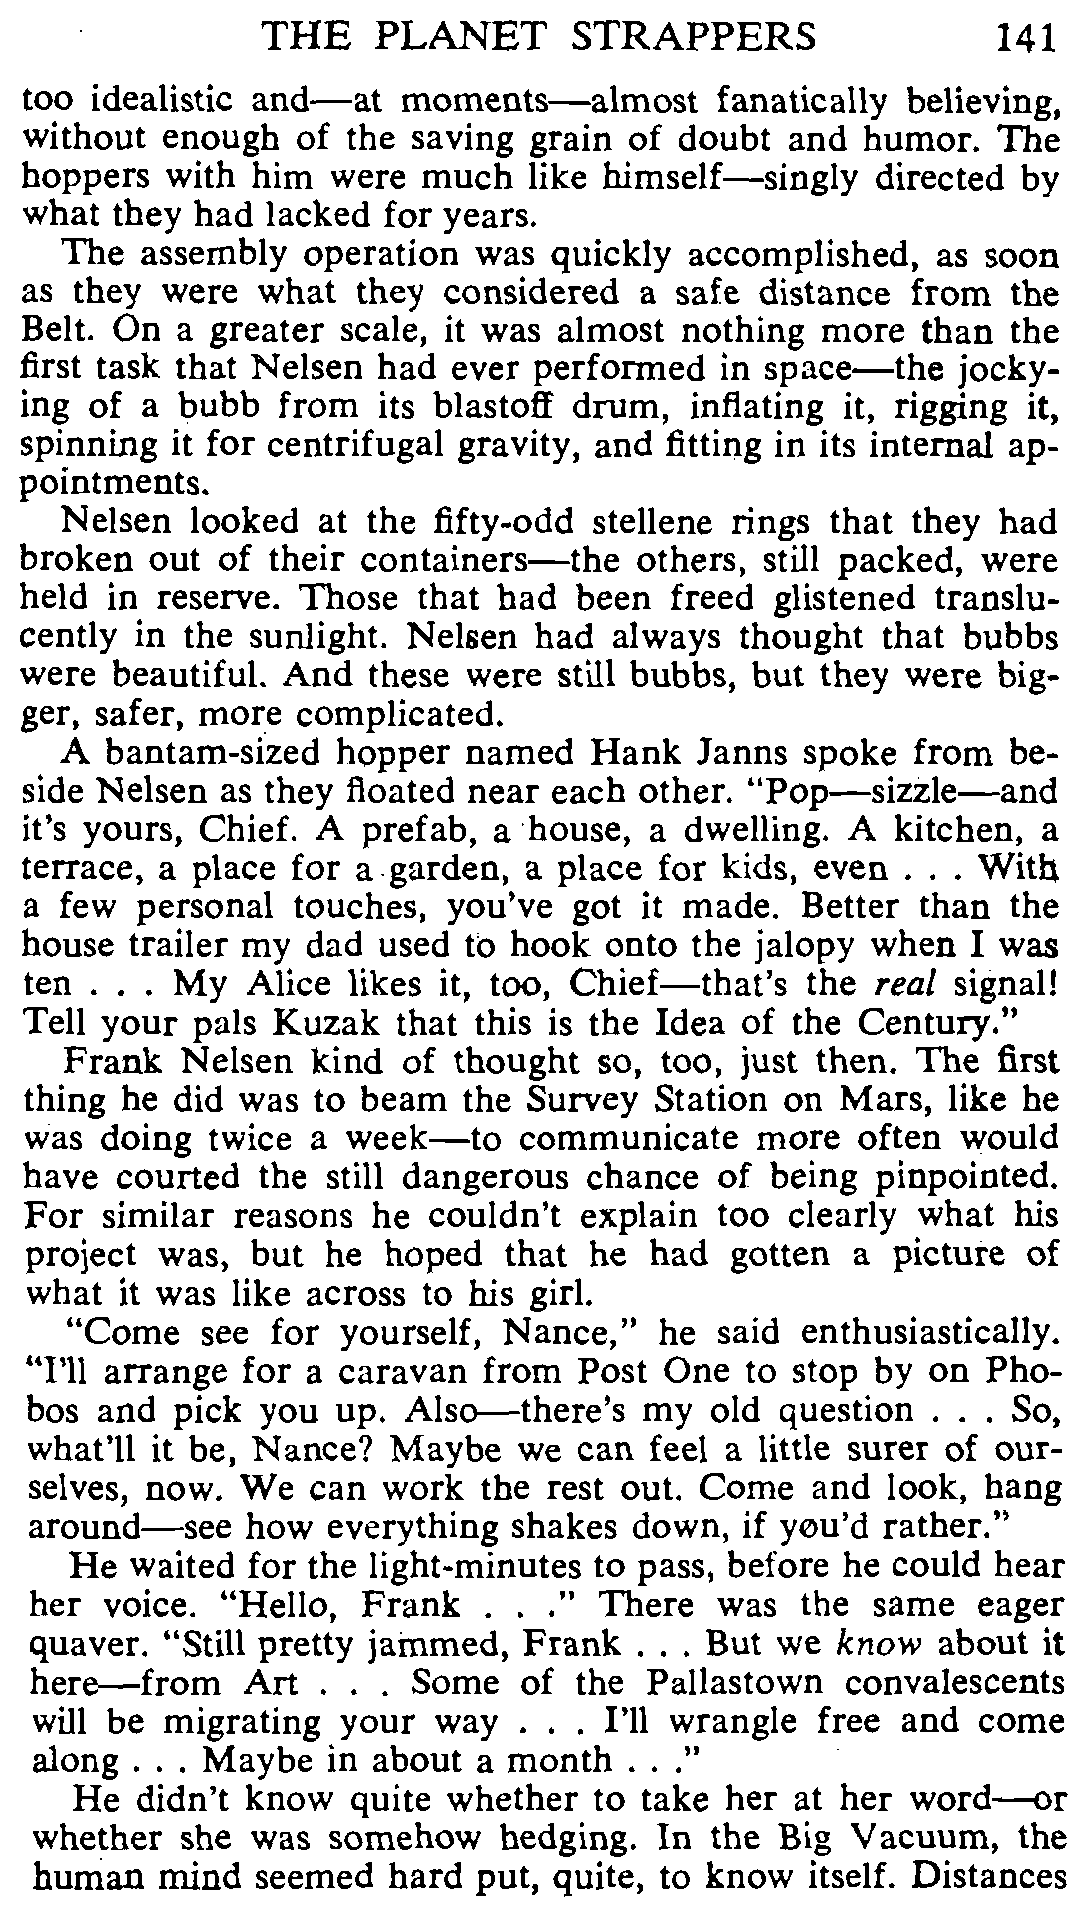 THE PLANET STRAPPERS 141
too idealistic and—at moments—almost fanatically believing,
without enough of the saving grain of doubt and humor. The
hoppers with him were much like himself—singly directed by
what they had lacked for years.
The assembly operation was quickly accomplished, as soon
as they were what they considered a safe distance from the
Belt. On a greater scale, it was almost nothing more than the
first task that Nelsen had ever performed in space—the jocky-
ing of a bubb from its blastoff drum, inflating it, rigging it,
spinning it for centrifugal gravity, and fitting in its internal ap-
pointments.
Nelsen looked at the fifty-odd stellene rings that they had
broken out of their containers—the others, still packed, were
held in reserve. Those that had been freed glistened translu-
cently in the sunlight. Nelsen had always thought that bubbs
were beautiful. And these were still bubbs, but they were big-
ger, safer, more complicated.
A bantam-sized hopper named Hank Janns spoke from be-
side Nelsen as they floated near each other. "Pop—sizzle—and
it's yours, Chief. A prefab, a house, a dwelling. A kitchen, a
terrace, a place for a garden, a place for kids, even . . . With
a few personal touches, you've got it made. Better than the
house trailer my dad used to hook onto the jalopy when I was
ten . . . My Alice likes it, too, Chief—that's the real signal!
Tell your pals Kuzak that this is the Idea of the Century."
Frank Nelsen kind of thought so, too, just then. The first
thing he did was to beam the Survey Station on Mars, like he
was doing twice a week—to communicate more often would
have courted the still dangerous chance of being pinpointed.
For similar reasons he couldn't explain too clearly what his
project was, but he hoped that he had gotten a picture of
what it was like across to his girl.
"Come see for yourself, Nance," he said enthusiastically.
"I'll arrange for a caravan from Post One to stop by on Pho-
bos and pick you up. Also—there's my old question . . . So,
what'll it be, Nance? Maybe we can feel a little surer of our-
selves, now. We can work the rest out. Come and look, hang
around—see how everything shakes down, if you'd rather."
He waited for the light-minutes to pass, before he could hear
her voice. "Hello, Frank . . ." There was the same eager
quaver. "Still pretty jammed, Frank . . . But we know about it
here—from Art . . . Some of the Pallastown convalescents
will be migrating your way . . . I'll wrangle free and come
along . . . Maybe in about a month . . ."
He didn't know quite whether to take her at her word—or
whether she was somehow hedging. In the Big Vacuum, the
human mind seemed hard put, quite, to know itself. Distances